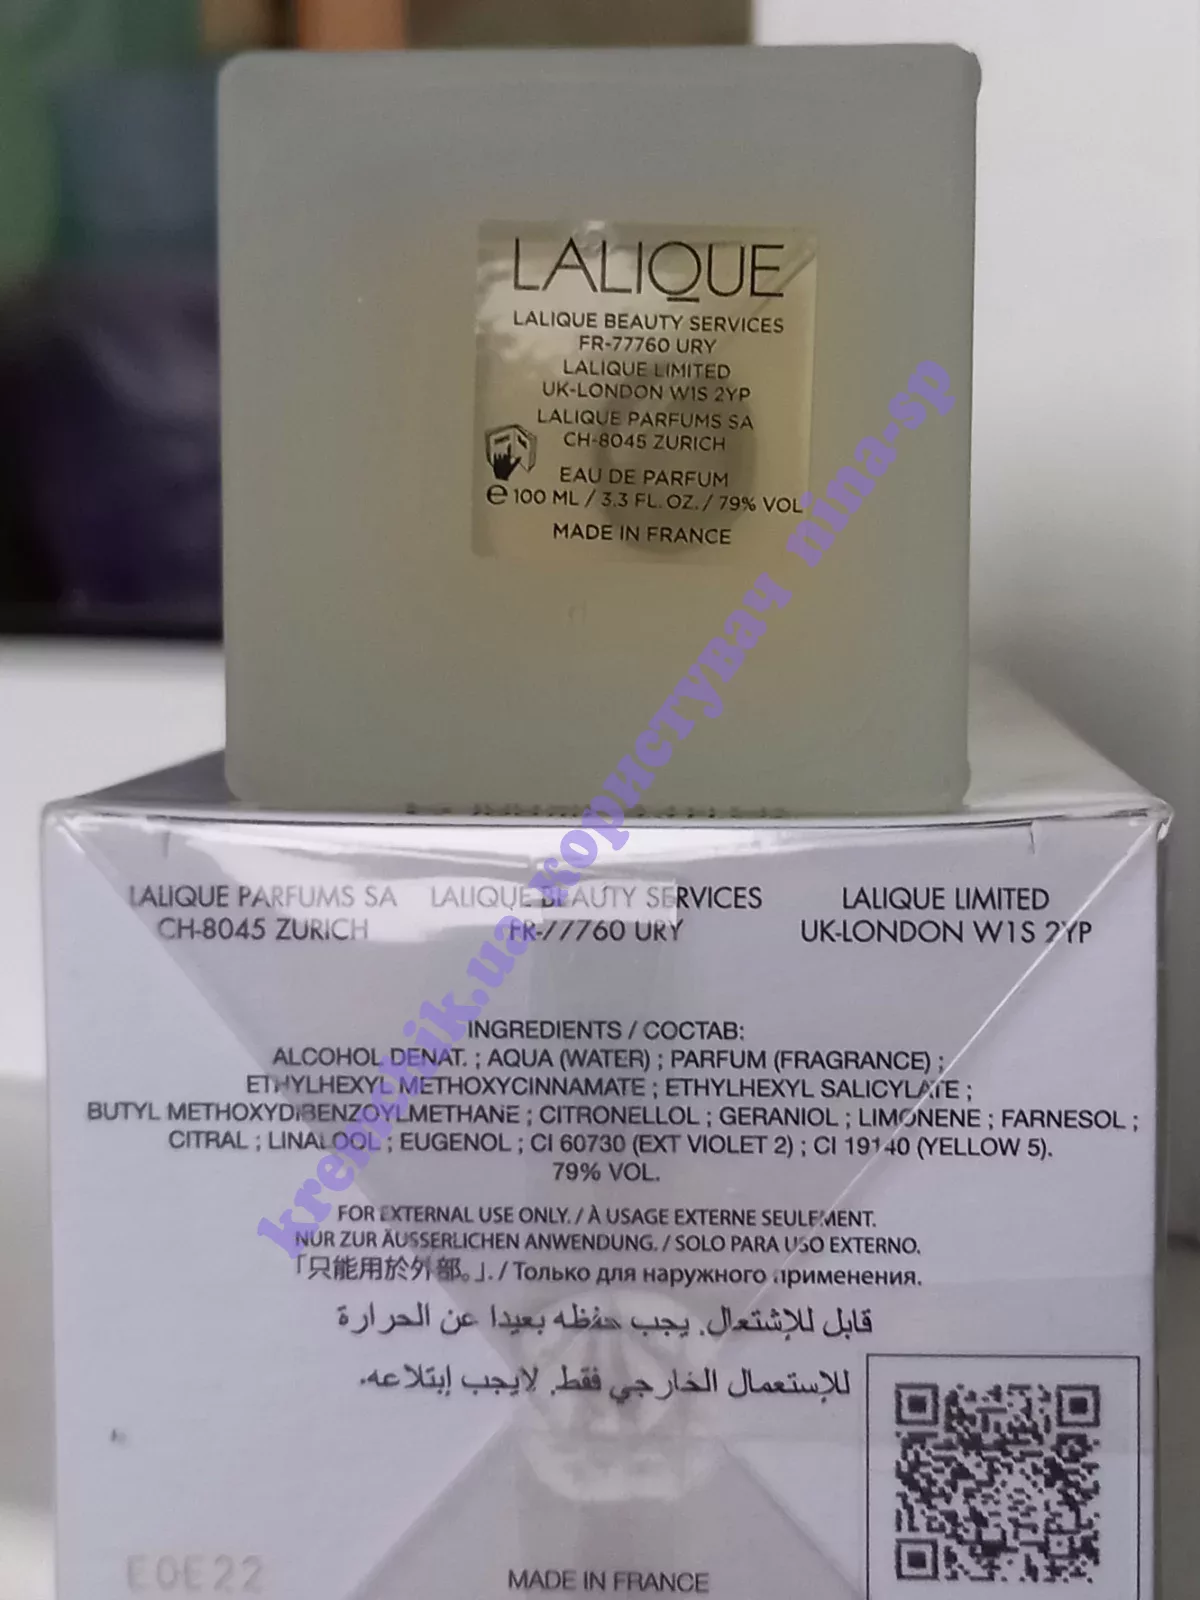 LALIQUE
LALIQUE BEAUTY SERVICES
FR-77760 URY
LALIQUE LIMITED
UK-LONDON W1S 2YP
LALIQUE PARFUMS SA
CH-8045 ZURICH
EAU DE PARFUM
℮ 100 ML / 3.3 FL. OZ. / 79% VOL
MADE IN FRANCE
kremchik.ua користувач nina-sp
LALIQUE PARFUMS SA LALIQUE BEAUTY SERVICES LALIQUE LIMITED
CH-8045 ZURICH FR-77760 URY UK-LONDON W1S 2YP
INGREDIENTS / СОСТАВ:
ALCOHOL DENAT. ; AQUA (WATER) ; PARFUM (FRAGRANCE) ;
ETHYLHEXYL METHOXYCINNAMATE ; ETHYLHEXYL SALICYLATE ;
BUTYL METHOXYDIBENZOYLMETHANE ; CITRONELLOL ; GERANIOL ; LIMONENE ; FARNESOL ;
CITRAL ; LINALOOL ; EUGENOL ; CI 60730 (EXT VIOLET 2) ; CI 19140 (YELLOW 5).
79% VOL.
FOR EXTERNAL USE ONLY. / À USAGE EXTERNE SEULEMENT.
NUR ZUR ÄUSSERLICHEN ANWENDUNG. / SOLO PARA USO EXTERNO.
「只能用於外部。」. / Только для наружного применения.
قابل للإشتعال. يجب حفظه بعيدا عن الحرارة
للإستعمال الخارجي فقط. لايجب إبتلاعه.
E0E22
MADE IN FRANCE